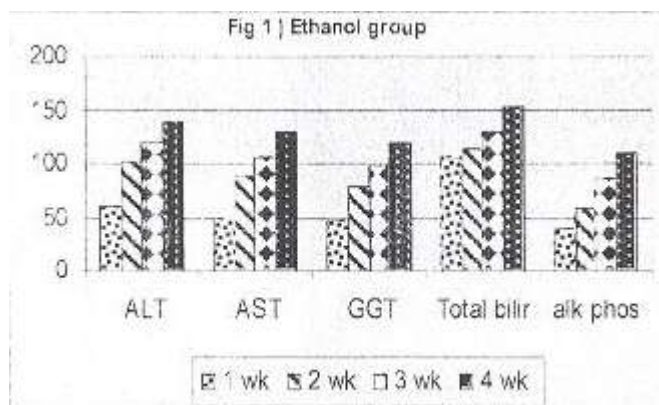 Fig 1 ) Ethanol group
200
150
100
50
0
ALT AST GGT Total bilir alk phos
1 wk 2 wk 3 wk 4 wk